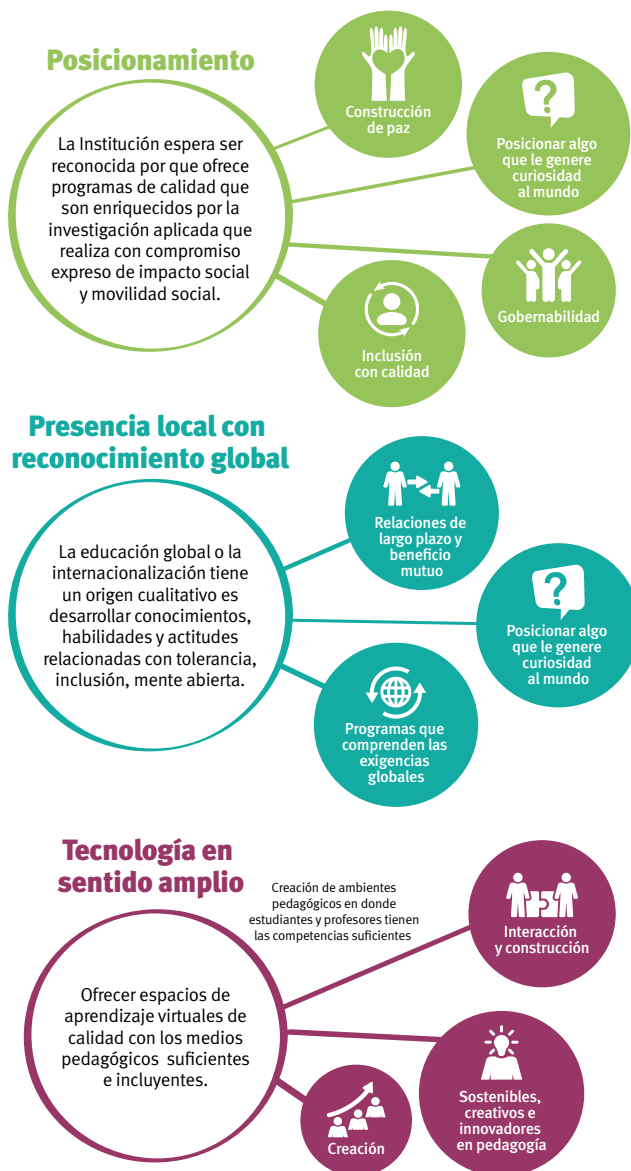 Posicionamiento
La Institución espera ser
reconocida por que ofrece
programas de calidad que
son enriquecidos por la
investigación aplicada que
realiza con compromiso
expreso de impacto social
y movilidad social.
Construcción
de paz
Posicionar algo
que le genere
curiosidad
al mundo
Gobernabilidad
Inclusión
con calidad
Presencia local con
reconocimiento global
La educación global o la
internacionalización tiene
un origen cualitativo es
desarrollar conocimientos,
habilidades y actitudes
relacionadas con tolerancia,
inclusión, mente abierta.
Relaciones de
largo plazo y
beneficio
mutuo
Posicionar algo
que le genere
curiosidad
al mundo
Programas que
comprenden las
exigencias
globales
Tecnología en
sentido amplio
Creación de ambientes
pedagógicos en donde
estudiantes y profesores tienen
las competencias suficientes
Ofrecer espacios de
aprendizaje virtuales de
calidad con los medios
pedagógicos suficientes
e incluyentes.
Interacción
y construcción
Sostenibles,
creativos e
innovadores
en pedagogía
Creación